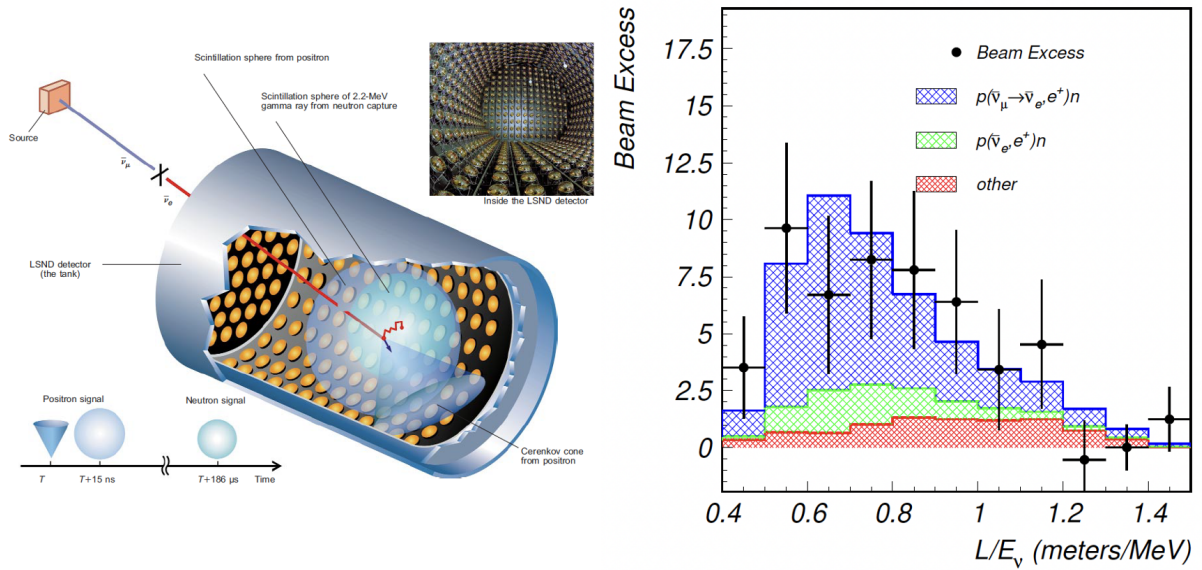 Scintillation sphere from positron
Scintillation sphere of 2.2-MeV
gamma ray from neutron capture
Source
ν̅μ
ν̅e
Inside the LSND detector
LSND detector
(the tank)
Positron signal
Neutron signal
Cerenkov cone
from positron
T
T+15 ns
T+186 µs
Time
Beam Excess
17.5
15
12.5
10
7.5
5
2.5
0
Beam Excess
p(ν̅μ→ν̅e,e⁺)n
p(ν̅e,e⁺)n
other
0.4
0.6
0.8
1
1.2
1.4
L/Eν (meters/MeV)